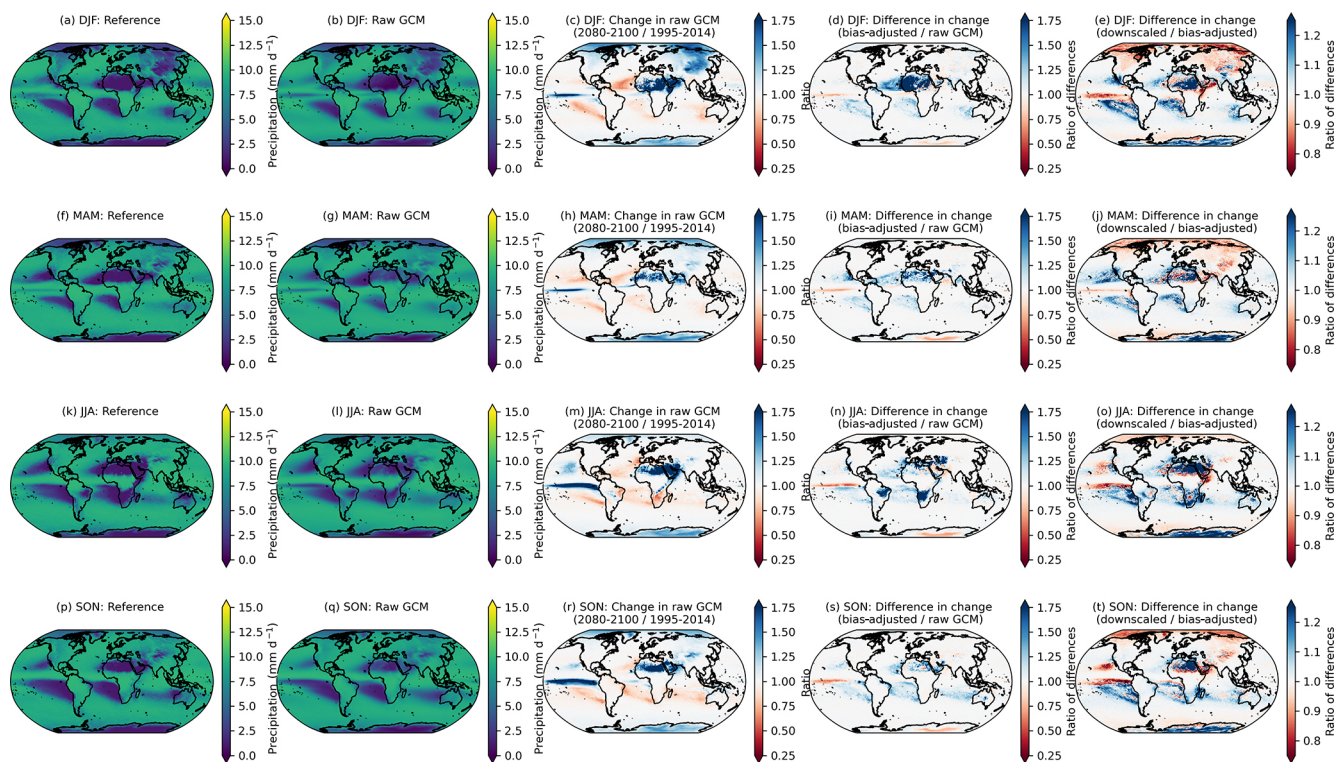 (a) DJF: Reference
(b) DJF: Raw GCM
(c) DJF: Change in raw GCM
(2080-2100 / 1995-2014)
(d) DJF: Difference in change
(bias-adjusted / raw GCM)
(e) DJF: Difference in change
(downscaled / bias-adjusted)
15.0
12.5
10.0
7.5
5.0
2.5
0.0
Precipitation (mm d⁻¹)
15.0
12.5
10.0
7.5
5.0
2.5
0.0
Precipitation (mm d⁻¹)
1.75
1.50
1.25
1.00
0.75
0.50
0.25
Ratio
1.75
1.50
1.25
1.00
0.75
0.50
0.25
Ratio of differences
1.2
1.1
1.0
0.9
0.8
Ratio of differences
(f) MAM: Reference
(g) MAM: Raw GCM
(h) MAM: Change in raw GCM
(2080-2100 / 1995-2014)
(i) MAM: Difference in change
(bias-adjusted / raw GCM)
(j) MAM: Difference in change
(downscaled / bias-adjusted)
15.0
12.5
10.0
7.5
5.0
2.5
0.0
Precipitation (mm d⁻¹)
15.0
12.5
10.0
7.5
5.0
2.5
0.0
Precipitation (mm d⁻¹)
1.75
1.50
1.25
1.00
0.75
0.50
0.25
Ratio
1.75
1.50
1.25
1.00
0.75
0.50
0.25
Ratio of differences
1.2
1.1
1.0
0.9
0.8
Ratio of differences
(k) JJA: Reference
(l) JJA: Raw GCM
(m) JJA: Change in raw GCM
(2080-2100 / 1995-2014)
(n) JJA: Difference in change
(bias-adjusted / raw GCM)
(o) JJA: Difference in change
(downscaled / bias-adjusted)
15.0
12.5
10.0
7.5
5.0
2.5
0.0
Precipitation (mm d⁻¹)
15.0
12.5
10.0
7.5
5.0
2.5
0.0
Precipitation (mm d⁻¹)
1.75
1.50
1.25
1.00
0.75
0.50
0.25
Ratio
1.75
1.50
1.25
1.00
0.75
0.50
0.25
Ratio of differences
1.2
1.1
1.0
0.9
0.8
Ratio of differences
(p) SON: Reference
(q) SON: Raw GCM
(r) SON: Change in raw GCM
(2080-2100 / 1995-2014)
(s) SON: Difference in change
(bias-adjusted / raw GCM)
(t) SON: Difference in change
(downscaled / bias-adjusted)
15.0
12.5
10.0
7.5
5.0
2.5
0.0
Precipitation (mm d⁻¹)
15.0
12.5
10.0
7.5
5.0
2.5
0.0
Precipitation (mm d⁻¹)
1.75
1.50
1.25
1.00
0.75
0.50
0.25
Ratio
1.75
1.50
1.25
1.00
0.75
0.50
0.25
Ratio of differences
1.2
1.1
1.0
0.9
0.8
Ratio of differences